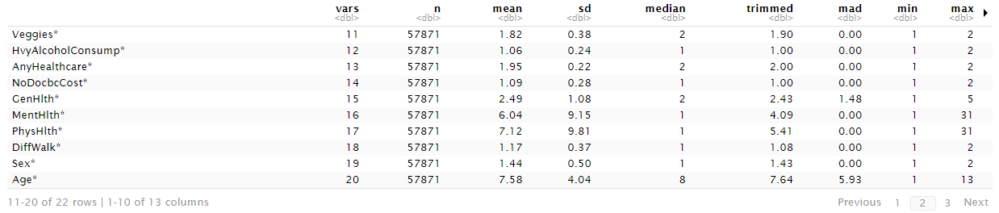 vars n mean sd median trimmed mad min max
<dbl> <dbl> <dbl> <dbl> <dbl> <dbl> <dbl> <dbl> <dbl>
Veggies* 11 57871 1.82 0.38 2 1.90 0.00 1 2
HvyAlcoholConsump* 12 57871 1.06 0.24 1 1.00 0.00 1 2
AnyHealthcare* 13 57871 1.95 0.22 2 2.00 0.00 1 2
NoDocbcCost* 14 57871 1.09 0.28 1 1.00 0.00 1 2
GenHlth* 15 57871 2.49 1.08 2 2.43 1.48 1 5
MentHlth* 16 57871 6.04 9.15 1 4.09 0.00 1 31
PhysHlth* 17 57871 7.12 9.81 1 5.41 0.00 1 31
DiffWalk* 18 57871 1.17 0.37 1 1.08 0.00 1 2
Sex* 19 57871 1.44 0.50 1 1.43 0.00 1 2
Age* 20 57871 7.58 4.04 8 7.64 5.93 1 13
11-20 of 22 rows | 1-10 of 13 columns Previous 1 2 3 Next